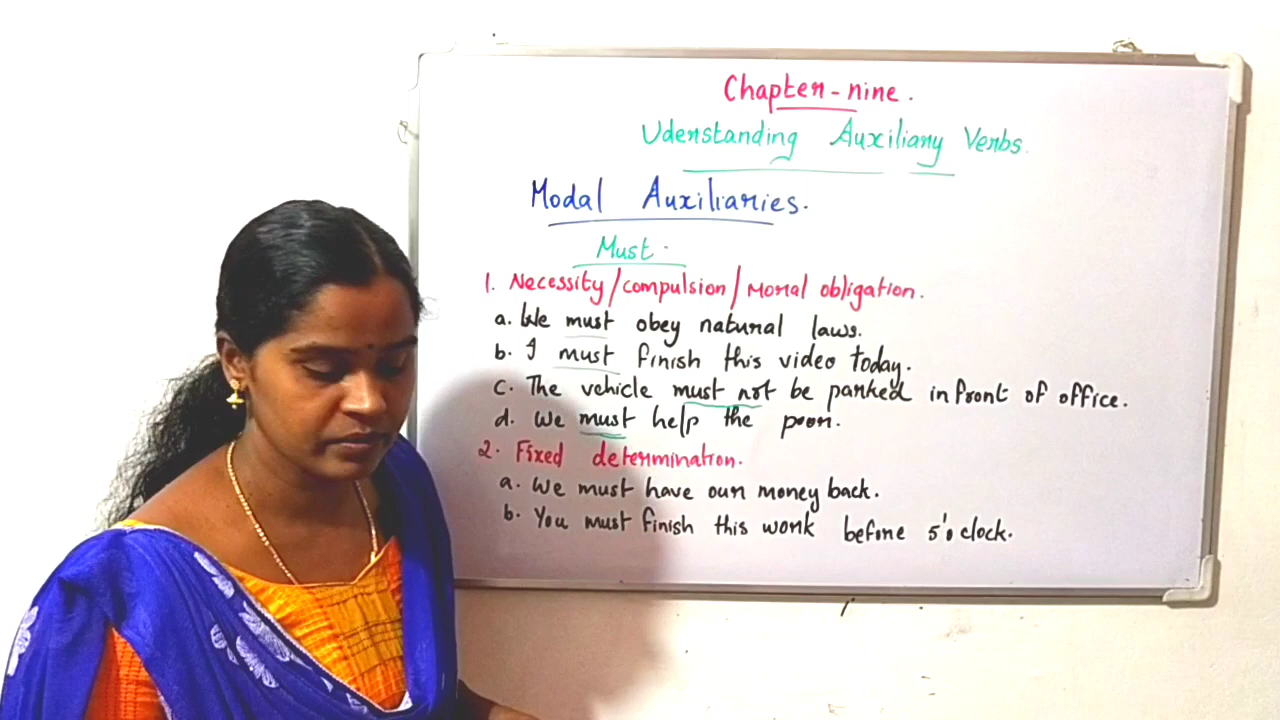 Chapter - nine.
Uderstanding Auxiliary Verbs.
Modal Auxiliaries.
Must.
1. Necessity/compulsion/Moral obligation.
a. We must obey natural laws.
b. I must finish this video today.
c. The vehicle must not be parked infront of office.
d. We must help the poor.
2. Fixed determination.
a. We must have our money back.
b. You must finish this work before 5'o clock.